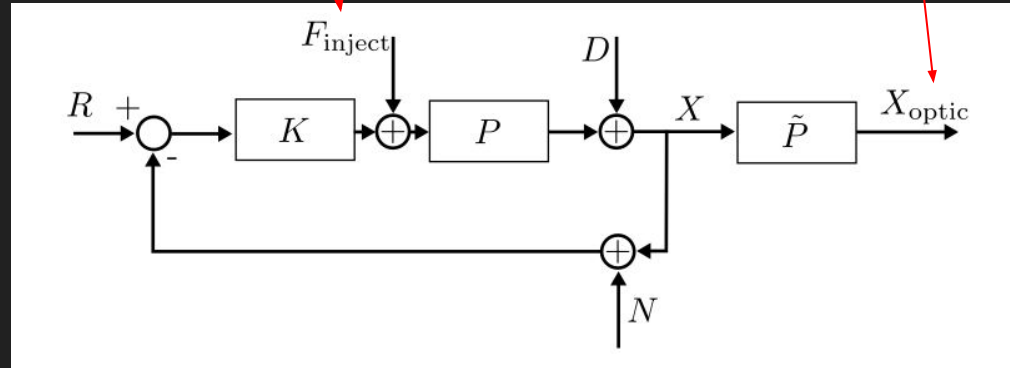 F_inject
D
R +
K
+
P
+
X
P̃
X_optic
-
+
N